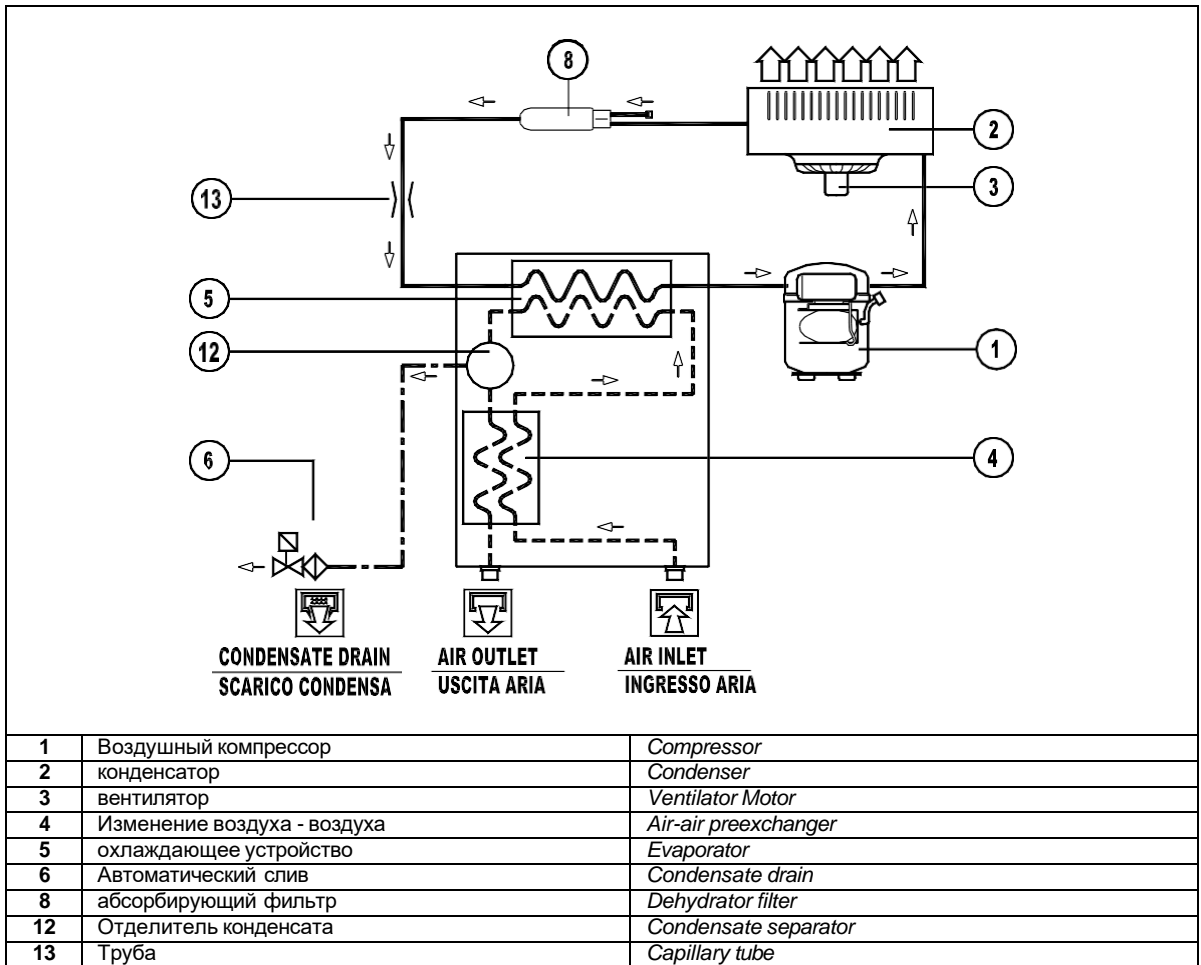 8
2
3
13
5
12
1
6
4
CONDENSATE DRAIN
SCARICO CONDENSA
AIR OUTLET
USCITA ARIA
AIR INLET
INGRESSO ARIA
1 Воздушный компрессор Compressor
2 конденсатор Condenser
3 вентилятор Ventilator Motor
4 Изменение воздуха - воздуха Air-air preexchanger
5 охлаждающее устройство Evaporator
6 Автоматический слив Condensate drain
8 абсорбирующий фильтр Dehydrator filter
12 Отделитель конденсата Condensate separator
13 Труба Capillary tube